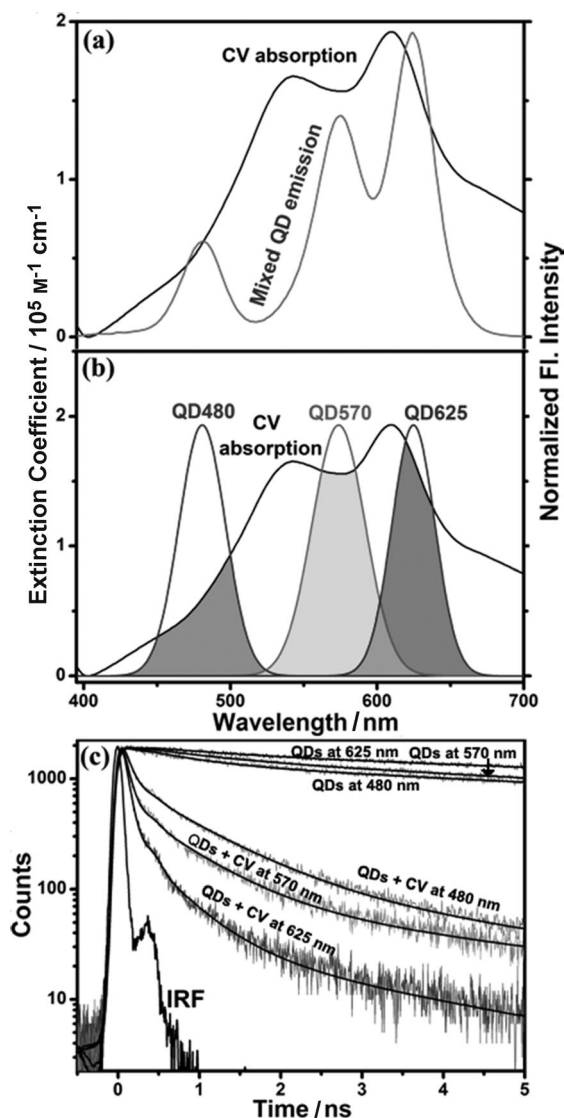 (a)
CV absorption
Mixed QD emission
2
1
0
(b)
QD480
QD570
QD625
CV
absorption
2
1
0
400
500
600
700
Wavelength / nm
Extinction Coefficient / 10⁵ M⁻¹ cm⁻¹
Normalized Fl. Intensity
(c)
QDs at 625 nm
QDs at 570 nm
QDs at 480 nm
QDs + CV at 480 nm
QDs + CV at 570 nm
QDs + CV at 625 nm
IRF
1000
100
10
Counts
0
1
2
3
4
5
Time / ns